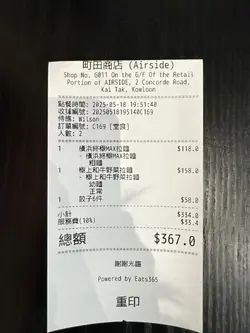 町田商店 (Airside)
Shop No. G011 On the G/F Of the Retail
Portion of AIRSIDE, 2 Concorde Road,
Kai Tak, Kowloon
點餐時間: 2025-05-18 19:51:40
收據編號: 20250518195140C169
侍應: Wilson
訂單編號: C169 [堂食]
人數: 2
1 橫浜終極MAX拉麵 $118.0
- 橫浜終極MAX拉麵
粗麵
1 極上和牛野菜拉麵 $158.0
- 極上和牛野菜拉麵
幼麵
正常
1 餃子6件 $58.0
小計 $334.0
服務費(10%) $33.4
總額 $367.0
謝謝光臨
Powered by Eats365
重印